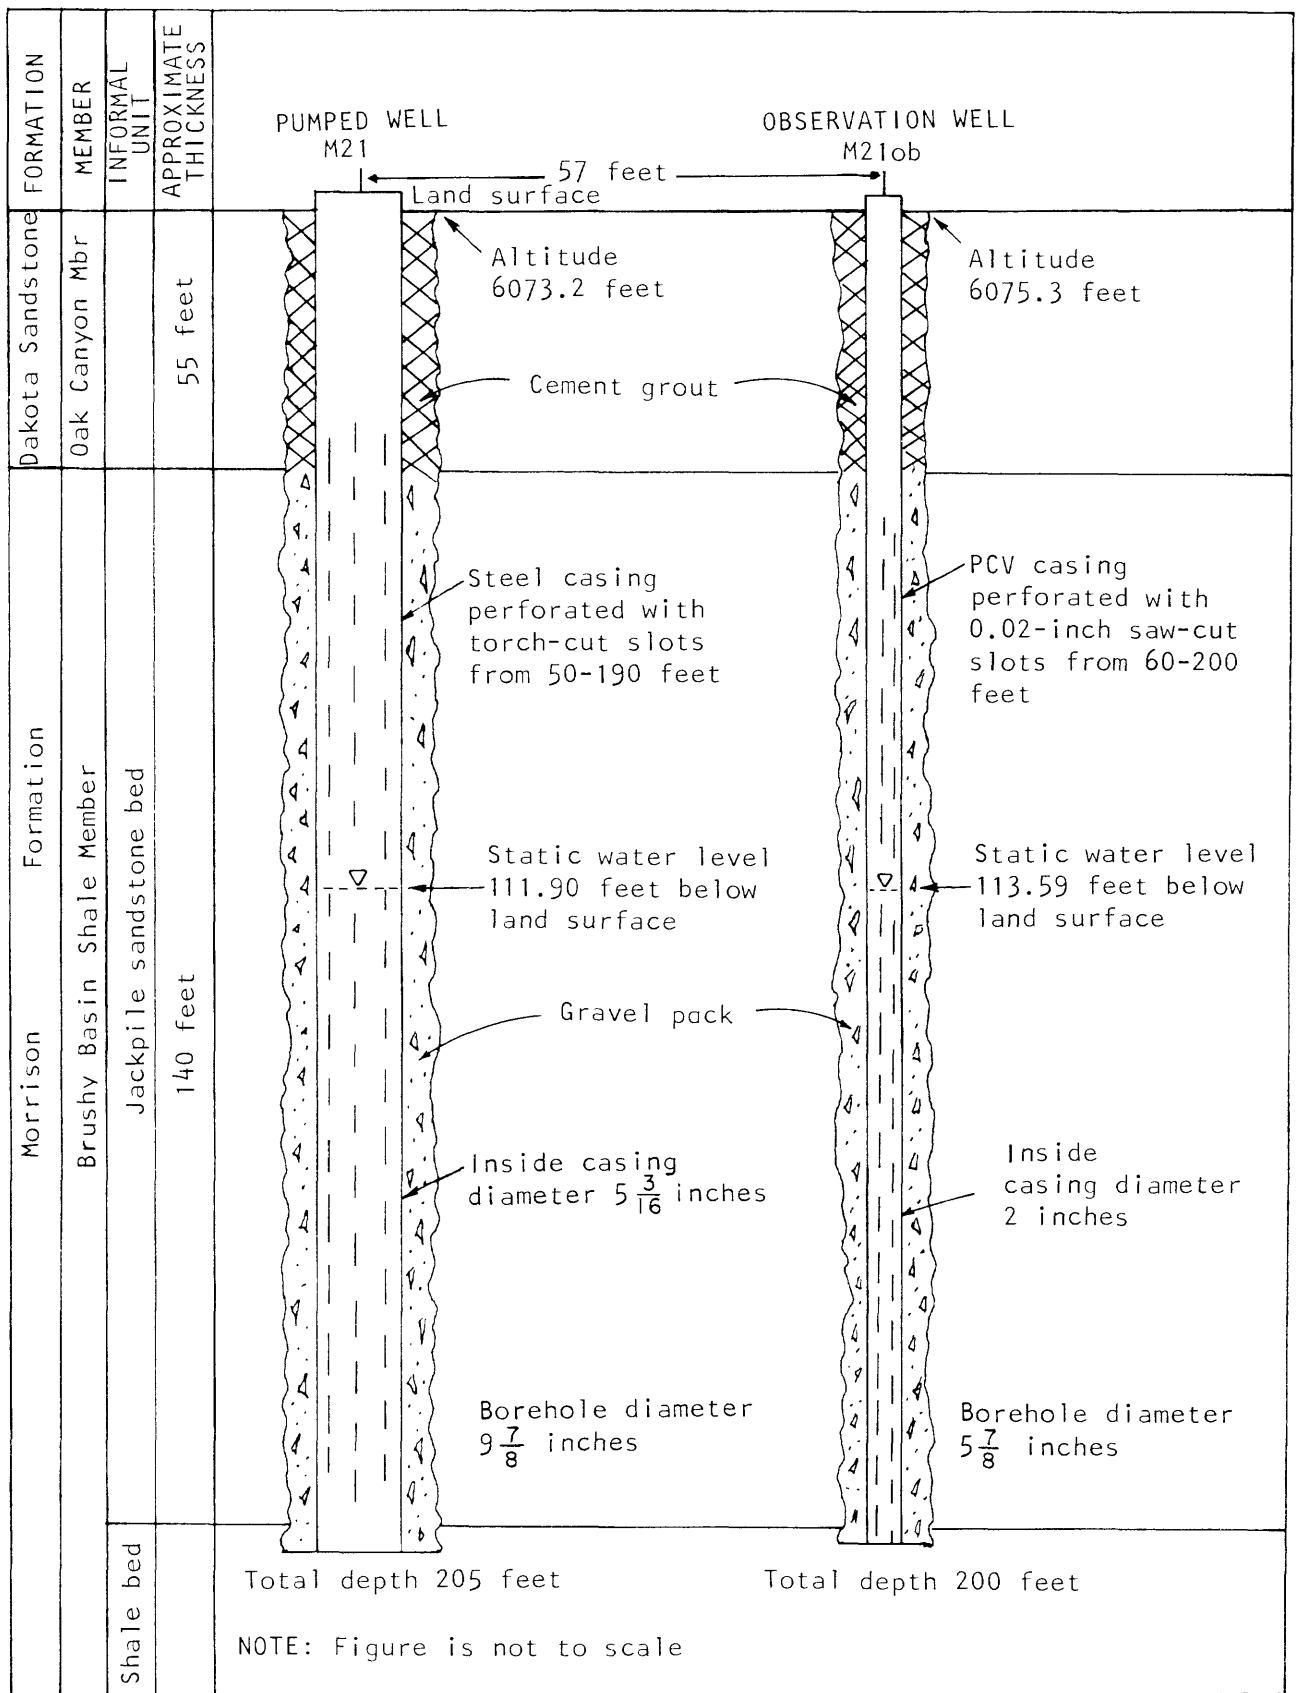 FORMATION
MEMBER
INFORMAL
UNIT
APPROXIMATE
THICKNESS
PUMPED WELL
M21
OBSERVATION WELL
M21ob
57 feet
Land surface
Dakota Sandstone
Oak Canyon Mbr
55 feet
Altitude
6073.2 feet
Altitude
6075.3 feet
Cement grout
Morrison Formation
Brushy Basin Shale Member
Jackpile sandstone bed
140 feet
Steel casing
perforated with
torch-cut slots
from 50-190 feet
PCV casing
perforated with
0.02-inch saw-cut
slots from 60-200
feet
Static water level
111.90 feet below
land surface
Static water level
113.59 feet below
land surface
Gravel pack
Inside casing
diameter 5 3/16 inches
Inside
casing diameter
2 inches
Borehole diameter
9 7/8 inches
Borehole diameter
5 7/8 inches
Shale bed
Total depth 205 feet
Total depth 200 feet
NOTE: Figure is not to scale